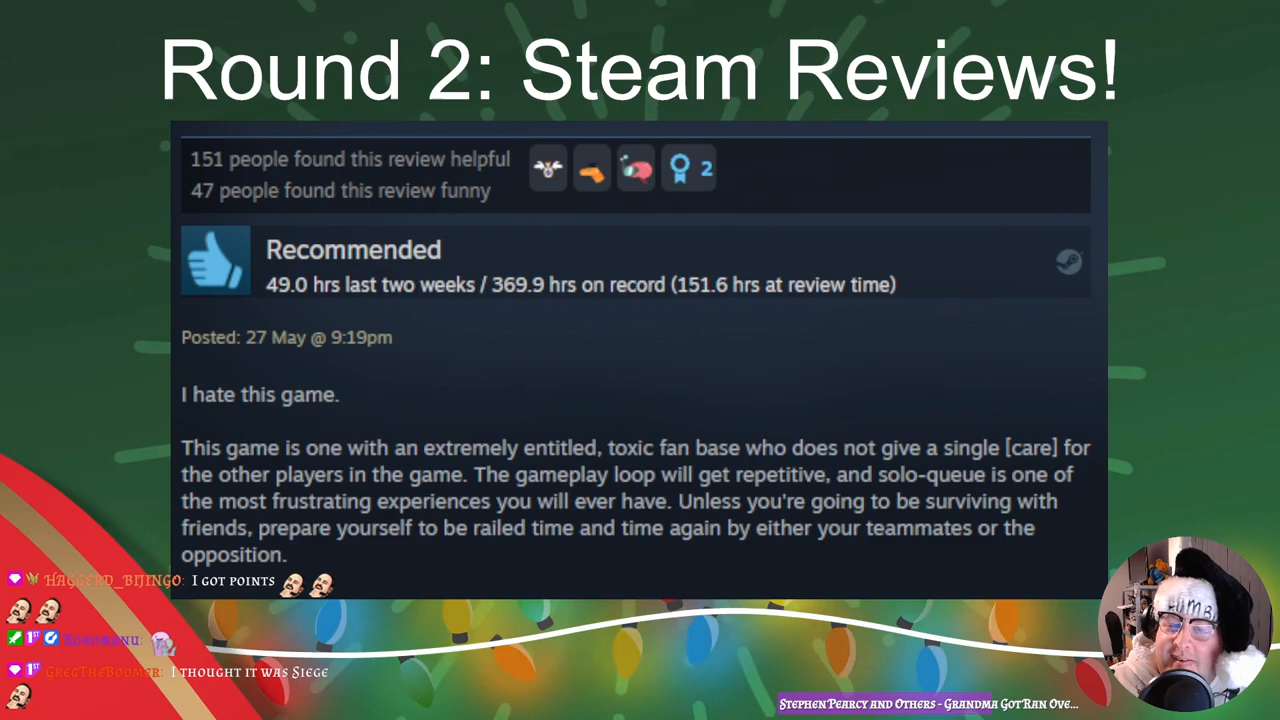 Round 2: Steam Reviews!
151 people found this review helpful
47 people found this review funny
2
Recommended
49.0 hrs last two weeks / 369.9 hrs on record (151.6 hrs at review time)
Posted: 27 May @ 9:19pm
I hate this game.
This game is one with an extremely entitled, toxic fan base who does not give a single [care] for
the other players in the game. The gameplay loop will get repetitive, and solo-queue is one of
the most frustrating experiences you will ever have. Unless you're going to be surviving with
friends, prepare yourself to be railed time and time again by either your teammates or the
opposition.
HAGGERD_BIJINGO: I GOT POINTS
1ST KOROMARU:
1ST GREGTHEBOOMER: I THOUGHT IT WAS SIEGE
STEPHEN PEARCY AND OTHERS - GRANDMA GOT RAN OVE...